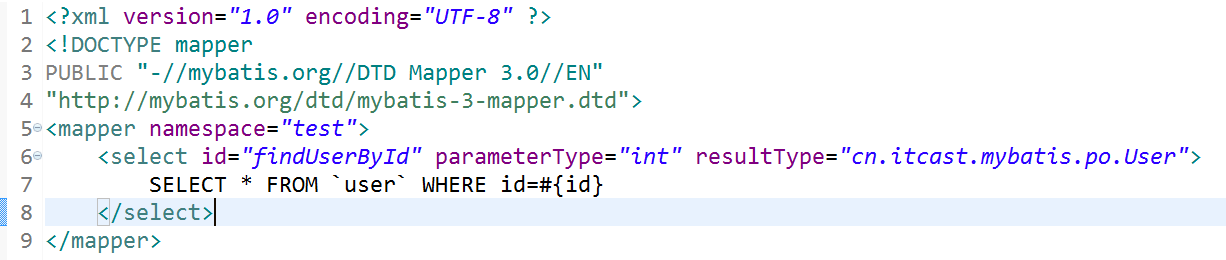 1 <?xml version="1.0" encoding="UTF-8" ?>
2 <!DOCTYPE mapper
3 PUBLIC "-//mybatis.org//DTD Mapper 3.0//EN"
4 "http://mybatis.org/dtd/mybatis-3-mapper.dtd">
5 <mapper namespace="test">
6     <select id="findUserById" parameterType="int" resultType="cn.itcast.mybatis.po.User">
7         SELECT * FROM `user` WHERE id=#{id}
8     </select>
9 </mapper>